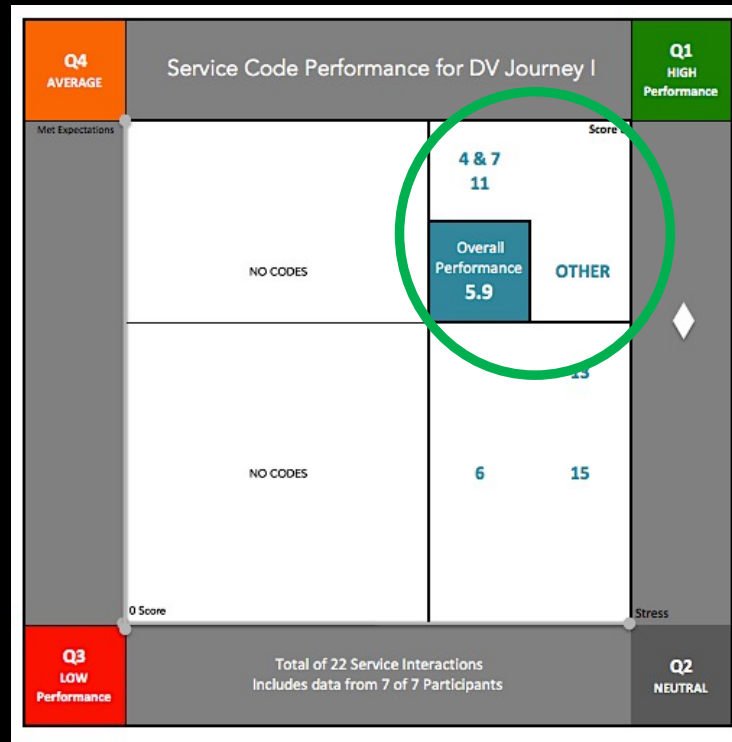 Q4
AVERAGE
Service Code Performance for DV Journey I
Q1
HIGH
Performance
Met Expectations
Score
4 & 7
11
NO CODES
Overall
Performance
5.9
OTHER
13
NO CODES
6
15
0 Score
Stress
Q3
LOW
Performance
Total of 22 Service Interactions
Includes data from 7 of 7 Participants
Q2
NEUTRAL